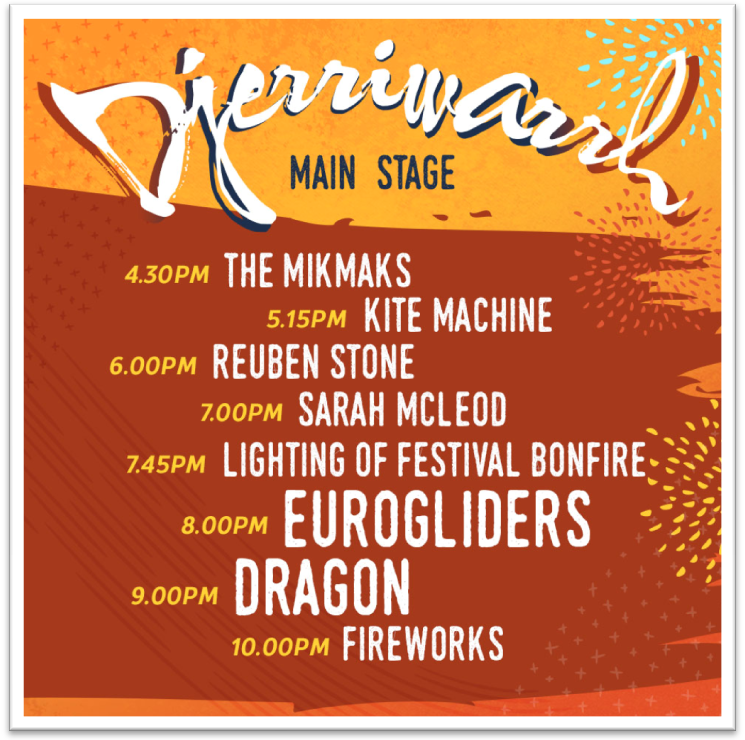 Djerriwarrh
MAIN STAGE
4.30PM THE MIKMAKS
5.15PM KITE MACHINE
6.00PM REUBEN STONE
7.00PM SARAH MCLEOD
7.45PM LIGHTING OF FESTIVAL BONFIRE
8.00PM EUROGLIDERS
9.00PM DRAGON
10.00PM FIREWORKS